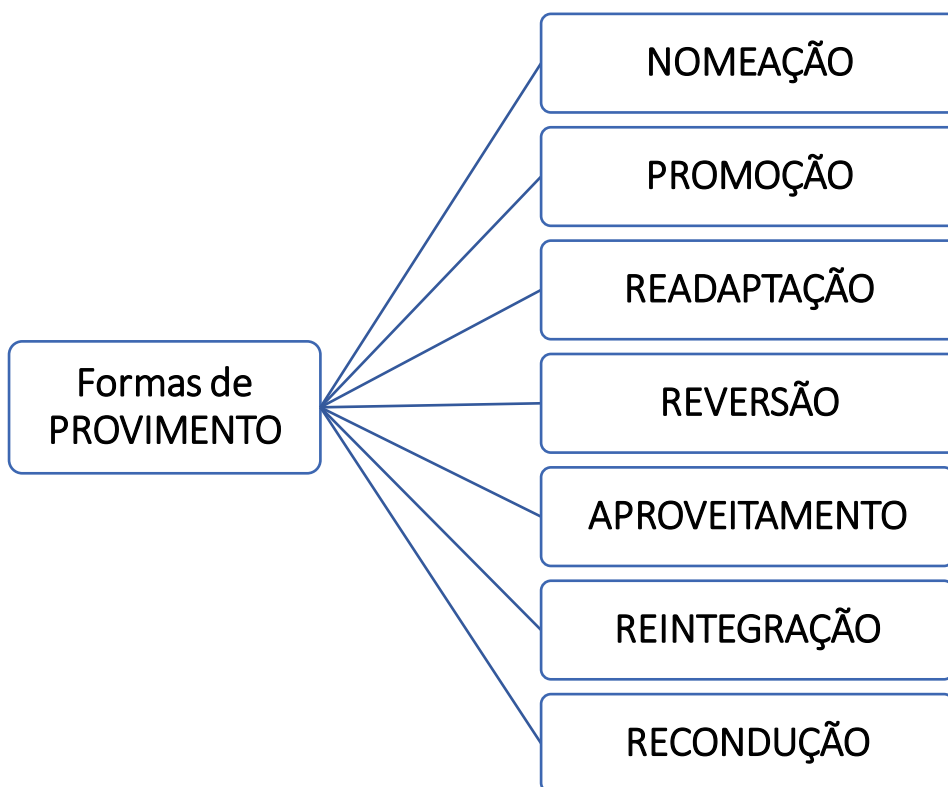 Formas de
PROVIMENTO
NOMEAÇÃO
PROMOÇÃO
READAPTAÇÃO
REVERSÃO
APROVEITAMENTO
REINTEGRAÇÃO
RECONDUÇÃO